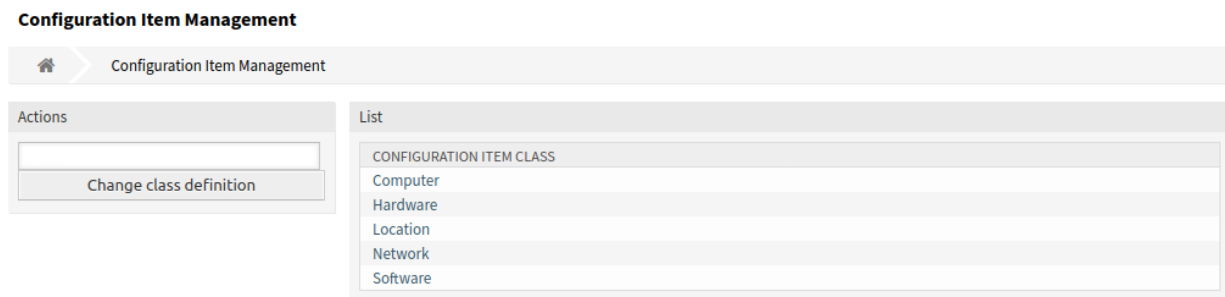 Configuration Item Management
Configuration Item Management
Actions
Change class definition
List
CONFIGURATION ITEM CLASS
Computer
Hardware
Location
Network
Software